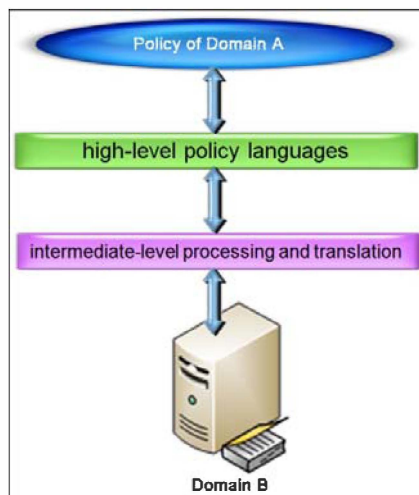 Policy of Domain A
high-level policy languages
intermediate-level processing and translation
Domain B